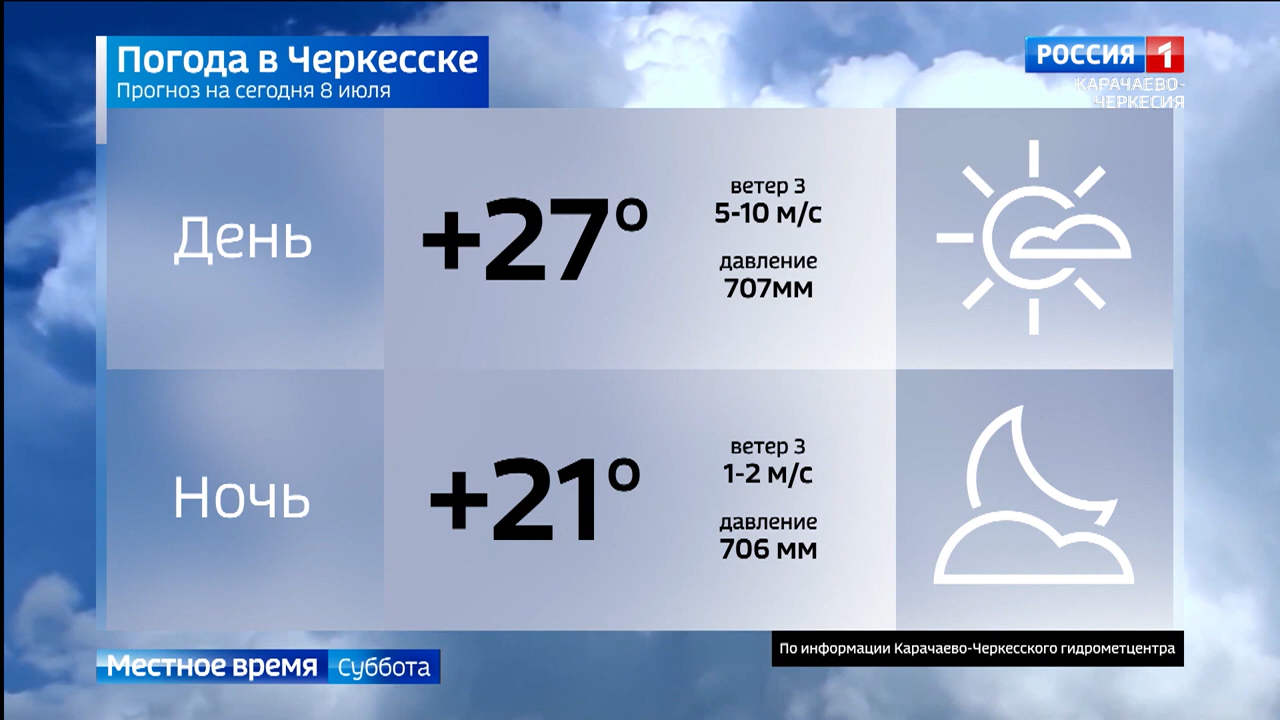 Погода в Черкесске
Прогноз на сегодня 8 июля
РОССИЯ 1
КАРАЧАЕВО-
ЧЕРКЕСИЯ
День
+27°
ветер З
5-10 м/с
давление
707мм
Ночь
+21°
ветер З
1-2 м/с
давление
706 мм
По информации Карачаево-Черкесского гидрометцентра
Местное время Суббота